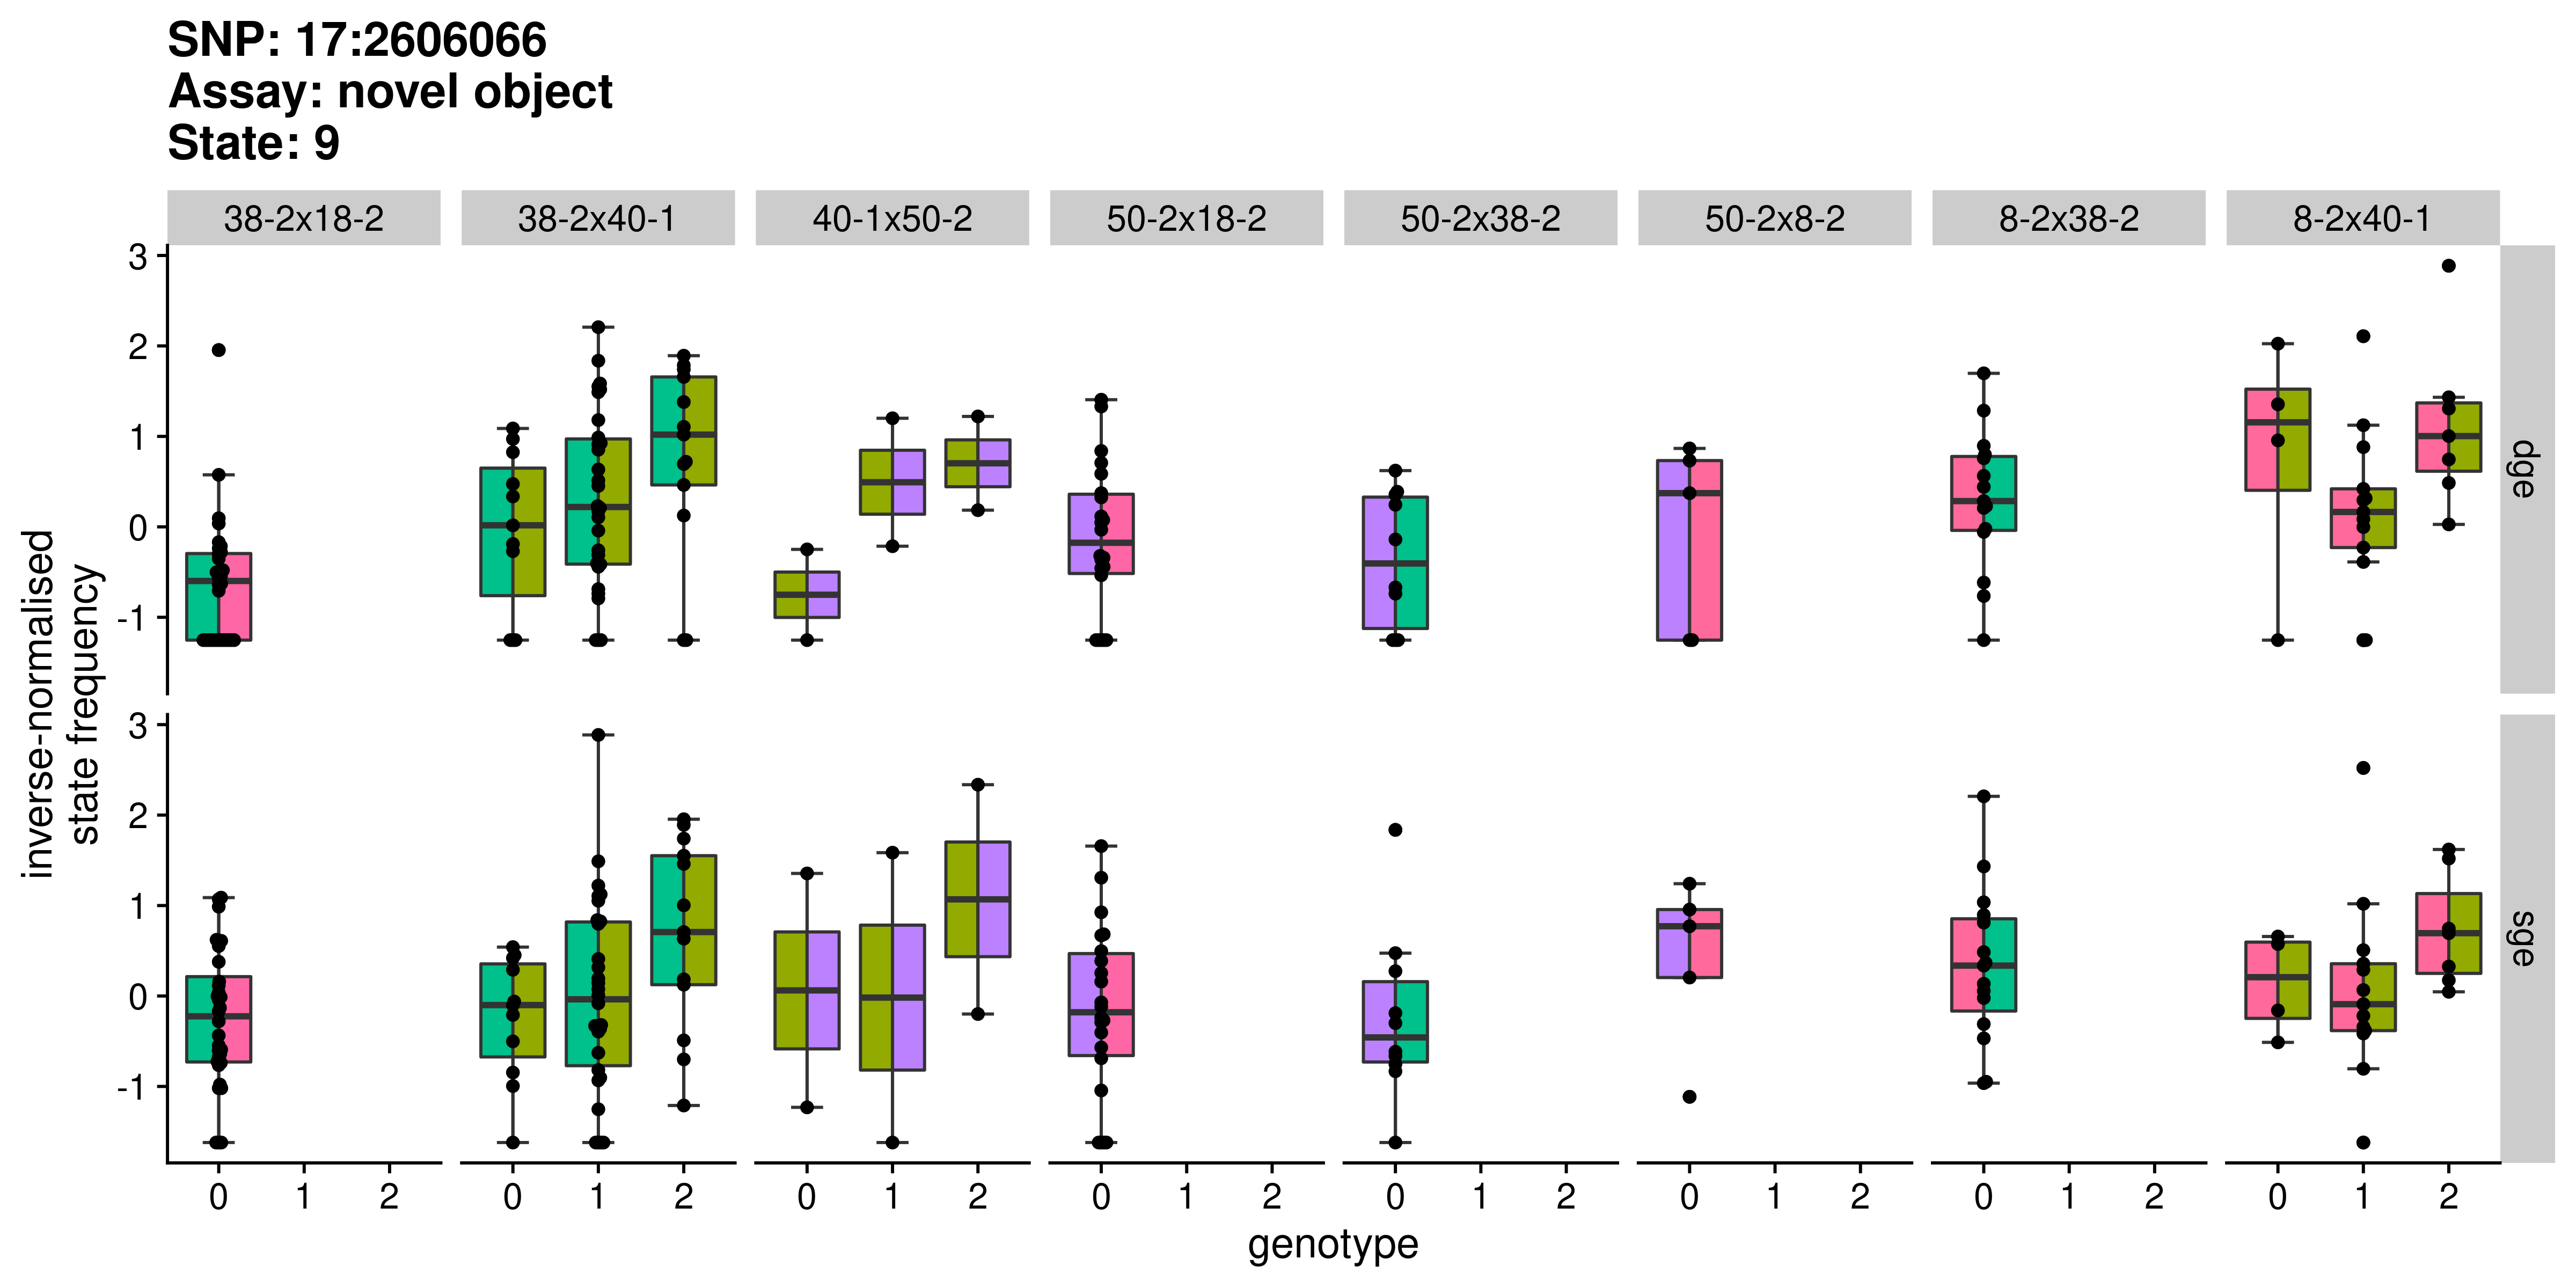 SNP: 17:2606066
Assay: novel object
State: 9
38-2x18-2 38-2x40-1 40-1x50-2 50-2x18-2 50-2x38-2 50-2x8-2 8-2x38-2 8-2x40-1
3
2
1
0
-1
dge
3
2
1
0
-1
sge
inverse-normalised
state frequency
0 1 2 0 1 2 0 1 2 0 1 2 0 1 2 0 1 2 0 1 2 0 1 2
genotype